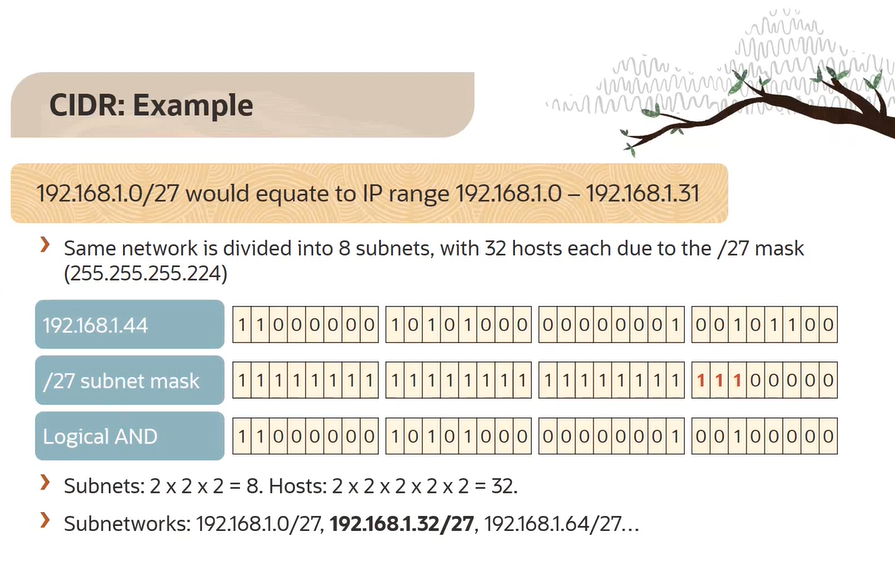 CIDR: Example
192.168.1.0/27 would equate to IP range 192.168.1.0 – 192.168.1.31
Same network is divided into 8 subnets, with 32 hosts each due to the /27 mask
(255.255.255.224)
192.168.1.44 1 1 0 0 0 0 0 0 1 0 1 0 1 0 0 0 0 0 0 0 0 0 0 1 0 0 1 0 1 1 0 0
/27 subnet mask 1 1 1 1 1 1 1 1 1 1 1 1 1 1 1 1 1 1 1 1 1 1 1 1 1 1 1 0 0 0 0 0
Logical AND 1 1 0 0 0 0 0 0 1 0 1 0 1 0 0 0 0 0 0 0 0 0 0 1 0 0 1 0 0 0 0 0
Subnets: 2 x 2 x 2 = 8. Hosts: 2 x 2 x 2 x 2 x 2 = 32.
Subnetworks: 192.168.1.0/27, 192.168.1.32/27, 192.168.1.64/27…